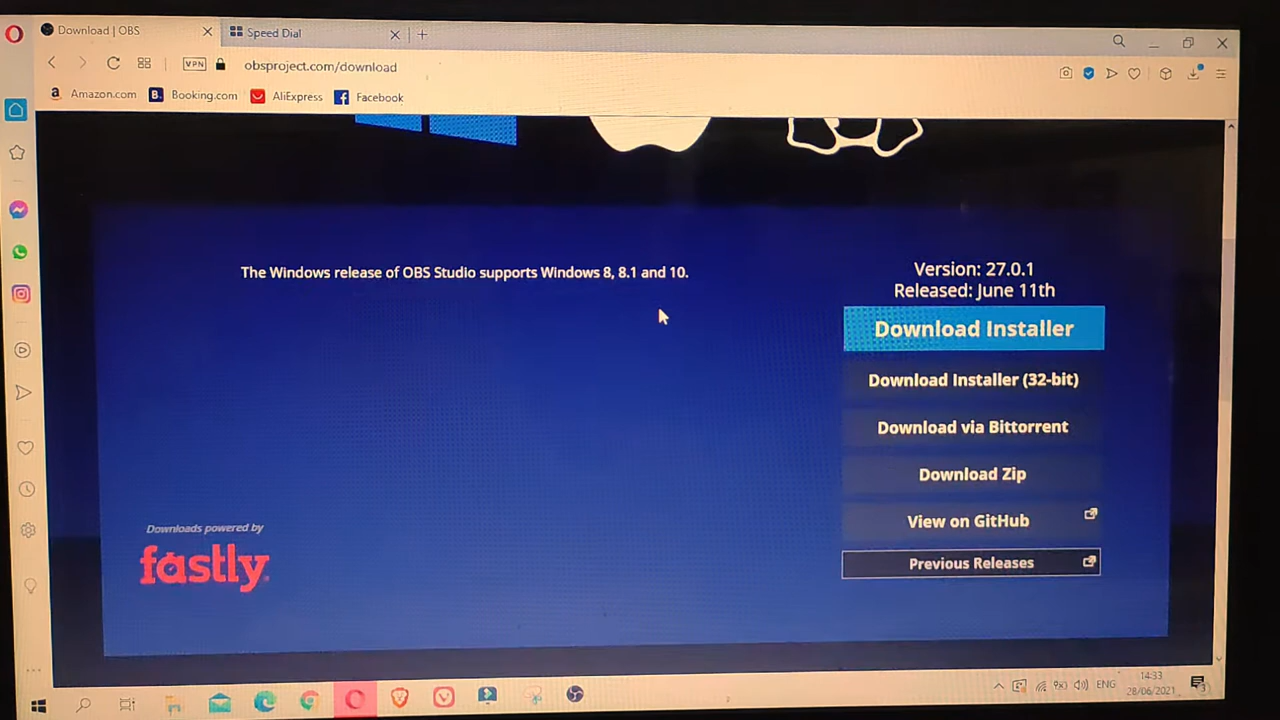 Download | OBS
Speed Dial
VPN
obsproject.com/download
Amazon.com
Booking.com
AliExpress
Facebook
The Windows release of OBS Studio supports Windows 8, 8.1 and 10.
Version: 27.0.1
Released: June 11th
Download Installer
Download Installer (32-bit)
Download via Bittorrent
Download Zip
View on GitHub
Previous Releases
Downloads powered by
fastly
ENG
14:33
28/06/2021
3